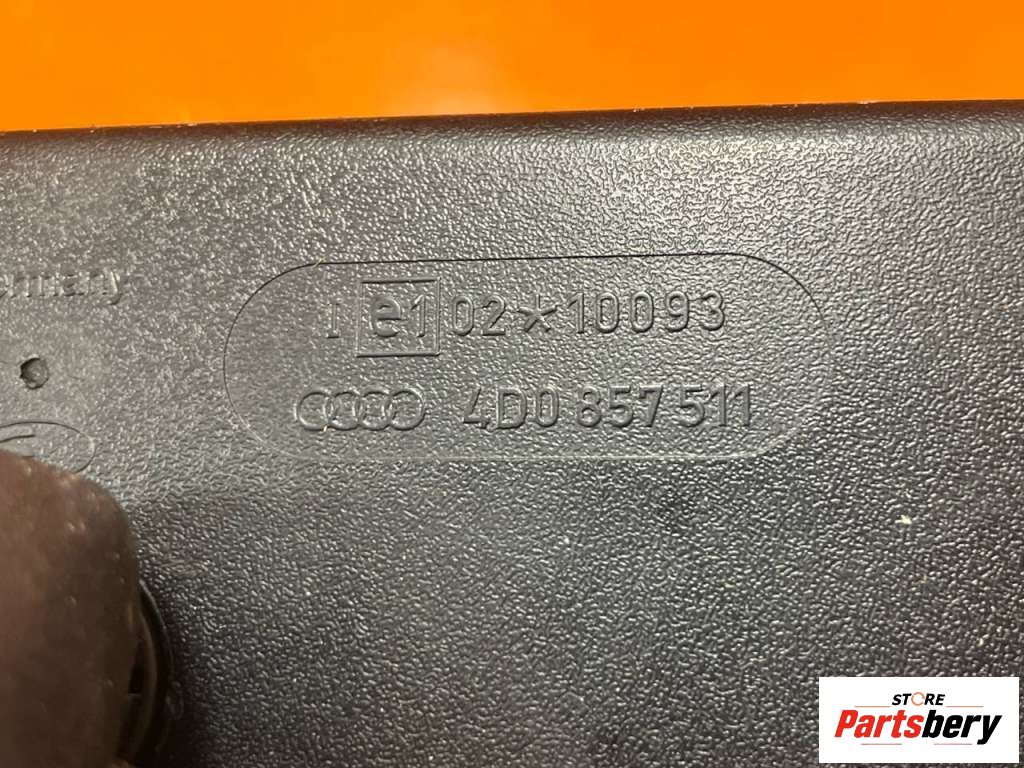 I e1 02*10093
4D0 857 511
STORE
Partsbery